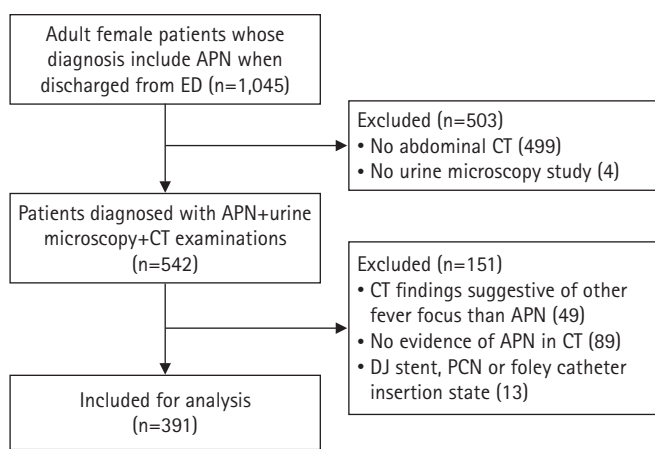 Adult female patients whose
diagnosis include APN when
discharged from ED (n=1,045)
Excluded (n=503)
• No abdominal CT (499)
• No urine microscopy study (4)
Patients diagnosed with APN+urine
microscopy+CT examinations
(n=542)
Excluded (n=151)
• CT findings suggestive of other
fever focus than APN (49)
• No evidence of APN in CT (89)
• DJ stent, PCN or foley catheter
insertion state (13)
Included for analysis
(n=391)